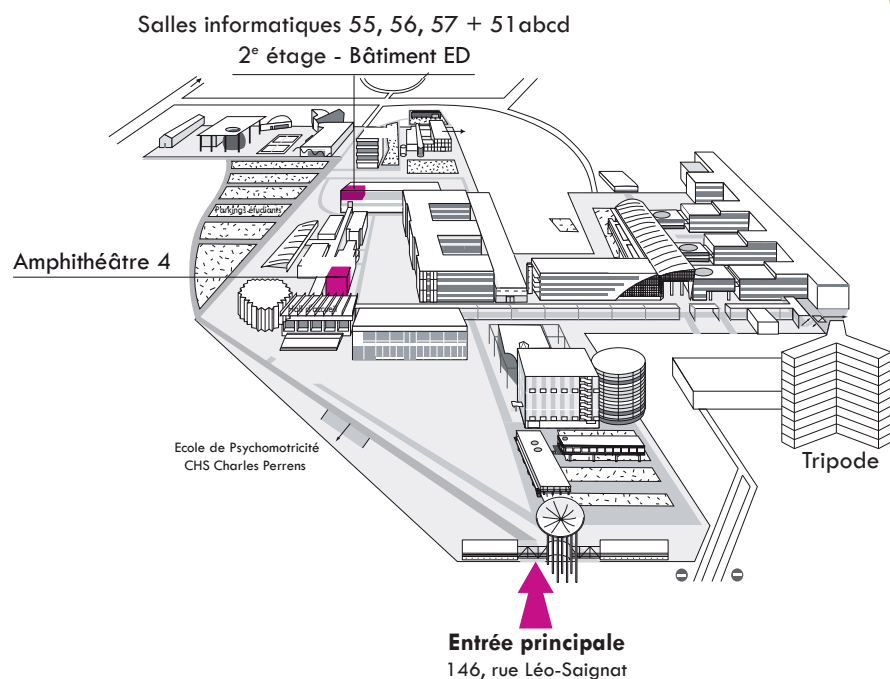 Salles informatiques 55, 56, 57 + 51abcd
2e étage - Bâtiment ED
Parkings étudiants
Amphithéâtre 4
Ecole de Psychomotricité
CHS Charles Perrens
Tripode
Entrée principale
146, rue Léo-Saignat